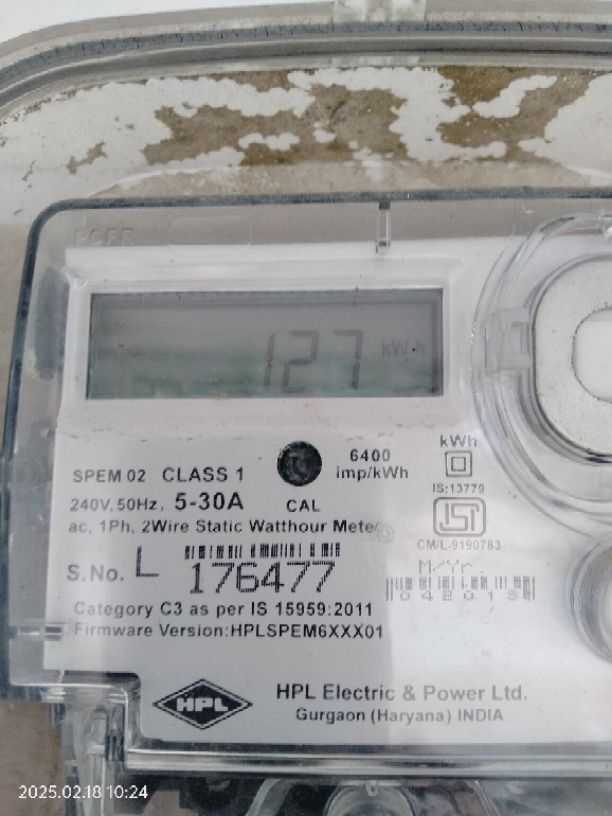 127 kWh
SPEM 02 CLASS 1
6400
imp/kWh
kWh
IS:13779
240V, 50Hz, 5-30A
CAL
ac, 1Ph, 2Wire Static Watthour Meter
ISI
CM/L-9190783
S.No. L 176477
M/Yr.
042019
Category C3 as per IS 15959:2011
Firmware Version:HPLSPEM6XXX01
HPL
HPL Electric & Power Ltd.
Gurgaon (Haryana) INDIA
2025.02.18 10:24